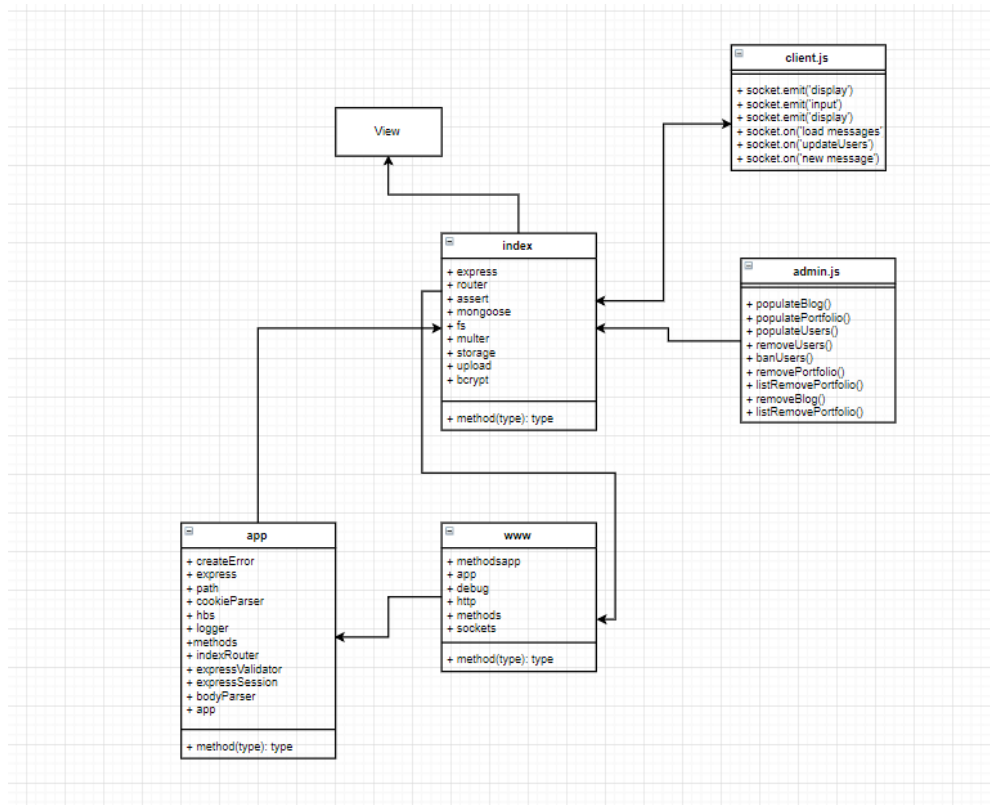 client.js
+ socket.emit('display')
+ socket.emit('input')
+ socket.emit('display')
+ socket.on('load messages'
+ socket.on('updateUsers')
+ socket.on('new message')
View
index
+ express
+ router
+ assert
+ mongoose
+ fs
+ multer
+ storage
+ upload
+ bcrypt
+ method(type): type
admin.js
+ populateBlog()
+ populatePortfolio()
+ populateUsers()
+ removeUsers()
+ banUsers()
+ removePortfolio()
+ listRemovePortfolio()
+ removeBlog()
+ listRemovePortfolio()
app
+ createError
+ express
+ path
+ cookieParser
+ hbs
+ logger
+methods
+ indexRouter
+ expressValidator
+ expressSession
+ bodyParser
+ app
+ method(type): type
www
+ methodsapp
+ app
+ debug
+ http
+ methods
+ sockets
+ method(type): type